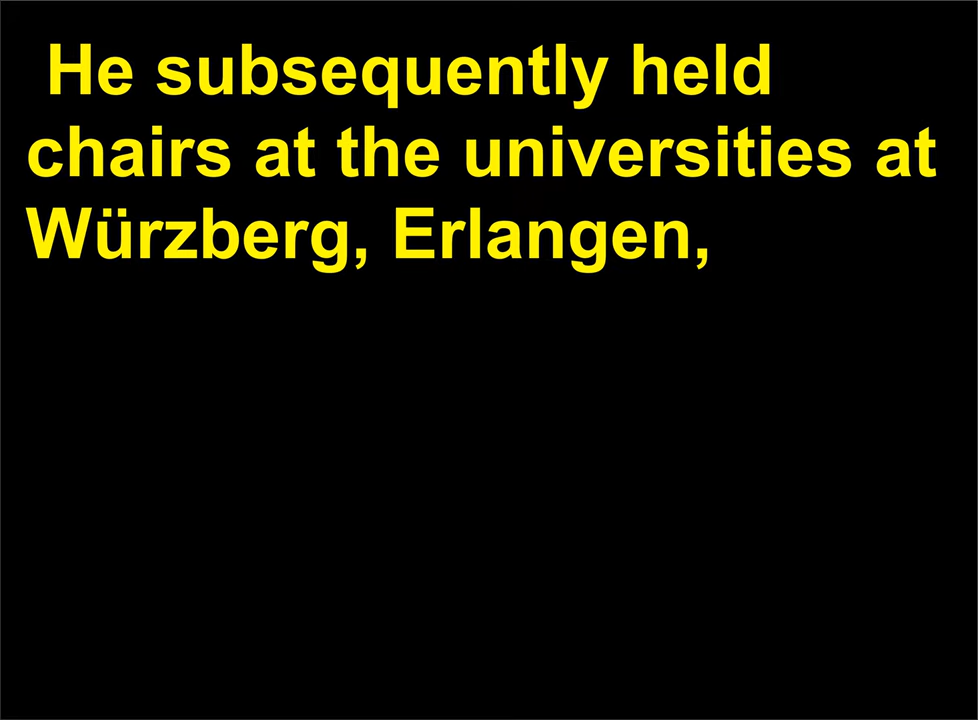 He subsequently held
chairs at the universities at
Würzberg, Erlangen,